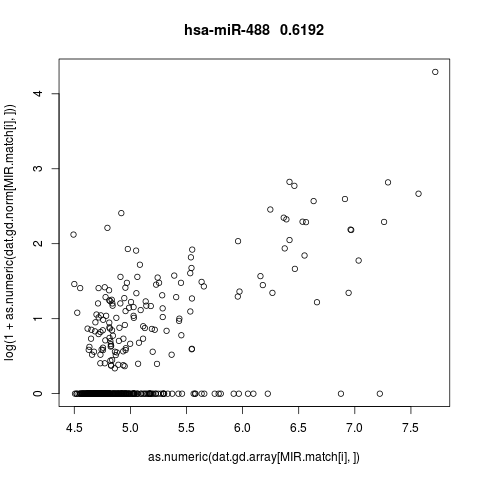 hsa-miR-488 0.6192
log(1 + as.numeric(dat.gd.norm[MIR.match[i], ]))
4
3
2
1
0
4.5 5.0 5.5 6.0 6.5 7.0 7.5
as.numeric(dat.gd.array[MIR.match[i], ])